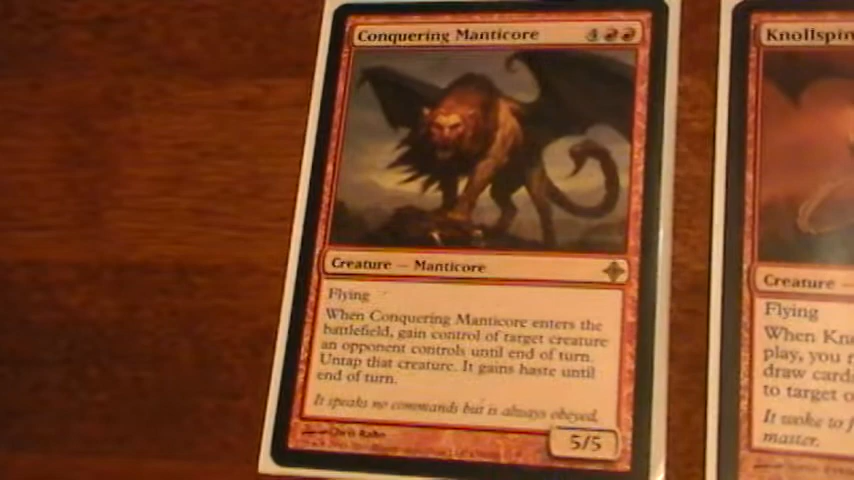 Conquering Manticore 4
Creature — Manticore
Flying
When Conquering Manticore enters the
battlefield, gain control of target creature
an opponent controls until end of turn.
Untap that creature. It gains haste until
end of turn.
It speaks no commands but is always obeyed.
Chris Rahn
5/5
Knollspin
Creature —
Flying
When Kno
play, you
draw cards
to target o
It woke to f
master.